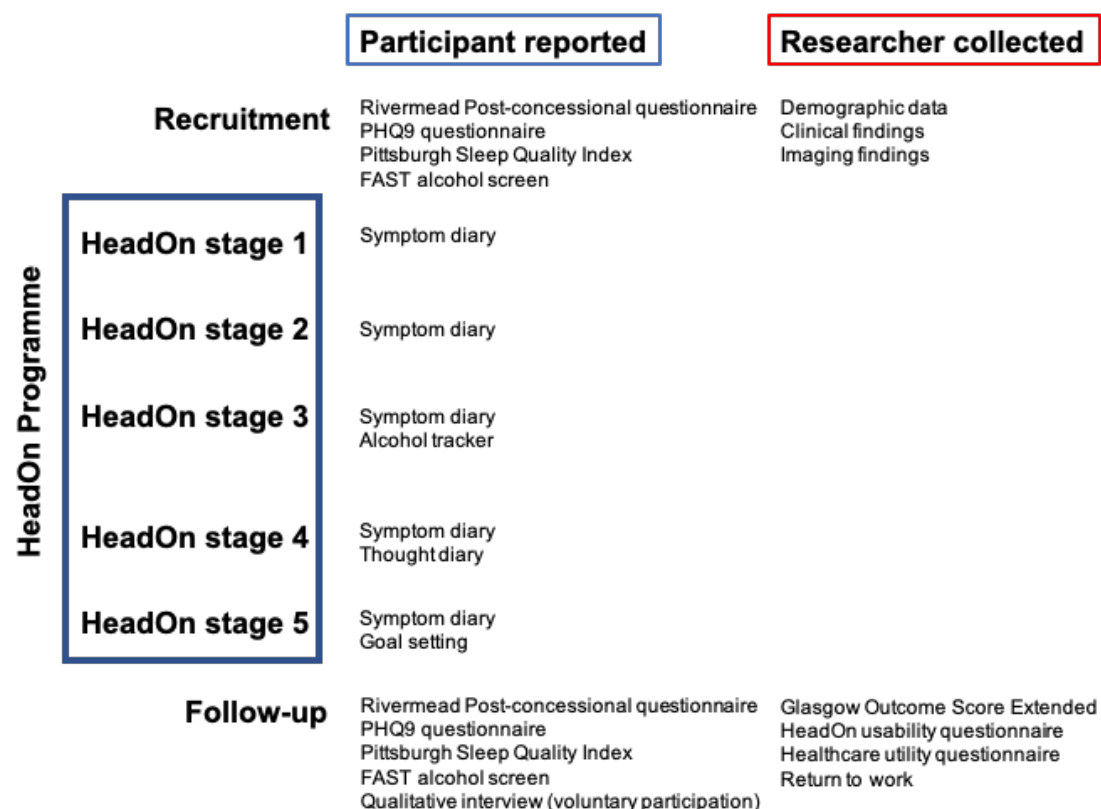 Participant reported
Researcher collected
Recruitment
Rivermead Post-concessional questionnaire
PHQ9 questionnaire
Pittsburgh Sleep Quality Index
FAST alcohol screen
Demographic data
Clinical findings
Imaging findings
HeadOn Programme
HeadOn stage 1
Symptom diary
HeadOn stage 2
Symptom diary
HeadOn stage 3
Symptom diary
Alcohol tracker
HeadOn stage 4
Symptom diary
Thought diary
HeadOn stage 5
Symptom diary
Goal setting
Follow-up
Rivermead Post-concessional questionnaire
PHQ9 questionnaire
Pittsburgh Sleep Quality Index
FAST alcohol screen
Qualitative interview (voluntary participation)
Glasgow Outcome Score Extended
HeadOn usability questionnaire
Healthcare utility questionnaire
Return to work